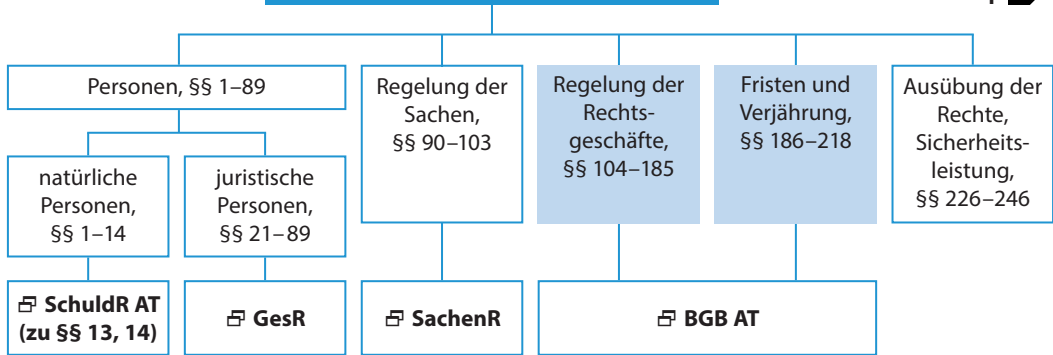 Personen, §§ 1–89
Regelung der
Sachen,
§§ 90–103
Regelung der
Rechts-
geschäfte,
§§ 104–185
Fristen und
Verjährung,
§§ 186–218
Ausübung der
Rechte,
Sicherheits-
leistung,
§§ 226–246
natürliche
Personen,
§§ 1–14
juristische
Personen,
§§ 21–89
SchuldR AT
(zu §§ 13, 14)
GesR
SachenR
BGB AT